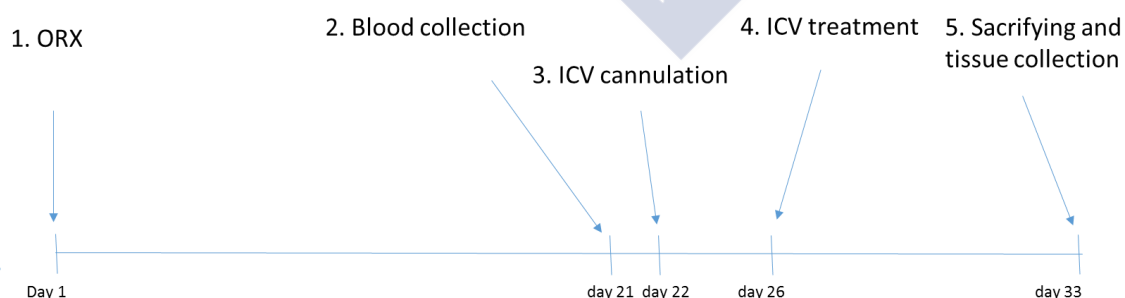 1. ORX
2. Blood collection
3. ICV cannulation
4. ICV treatment
5. Sacrifying and
tissue collection
Day 1
day 21
day 22
day 26
day 33